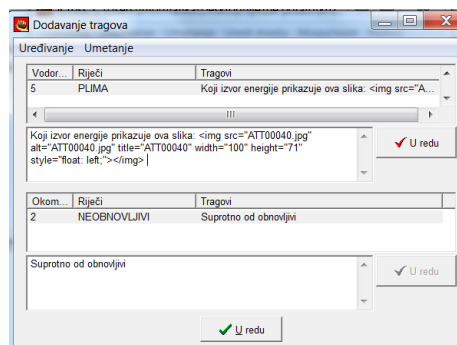 Dodavanje tragova
Uređivanje Umetanje
Vodor... Riječi Tragovi
5 PLIMA Koji izvor energije prikazuje ova slika: <img src="A...
Koji izvor energije prikazuje ova slika: <img src="ATT00040.jpg"
alt="ATT00040.jpg" title="ATT00040" width="100" height="71"
style="float: left;"></img>
U redu
Okom... Riječi Tragovi
2 NEOBNOVLJIVI Suprotno od obnovljivi
Suprotno od obnovljivi
U redu
U redu